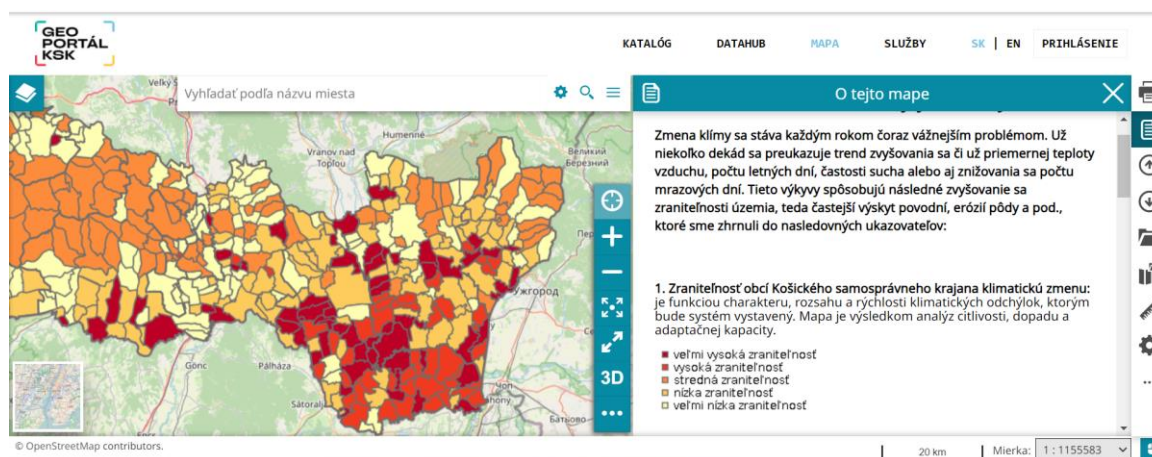 GEO
PORTÁL
KSK
KATALÓG DATAHUB MAPA SLUŽBY SK | EN PRIHLÁSENIE
Vyhľadať podľa názvu miesta
O tejto mape
Zmena klímy sa stáva každým rokom čoraz vážnejším problémom. Už
niekoľko dekád sa preukazuje trend zvyšovania sa či už priemernej teploty
vzduchu, počtu letných dní, častosti sucha alebo aj znižovania sa počtu
mrazových dní. Tieto výkyvy spôsobujú následné zvyšovanie sa
zraniteľnosti územia, teda častejší výskyt povodní, erózií pôdy a pod.,
ktoré sme zhrnuli do nasledovných ukazovateľov:
1. Zraniteľnosť obcí Košického samosprávneho krajana klimatickú zmenu:
je funkciou charakteru, rozsahu a rýchlosti klimatických odchýlok, ktorým
bude systém vystavený. Mapa je výsledkom analýz citlivosti, dopadu a
adaptačnej kapacity.
veľmi vysoká zraniteľnosť
vysoká zraniteľnosť
stredná zraniteľnosť
nízka zraniteľnosť
veľmi nízka zraniteľnosť
Veľký
Humenné
Vranov nad
Topľou
Великий
Березний
Ужгород
Gönc
Pálháza
Sátoralj
Чоп
Батьово
3D
© OpenStreetMap contributors.
20 km
Mierka: 1 : 1155583